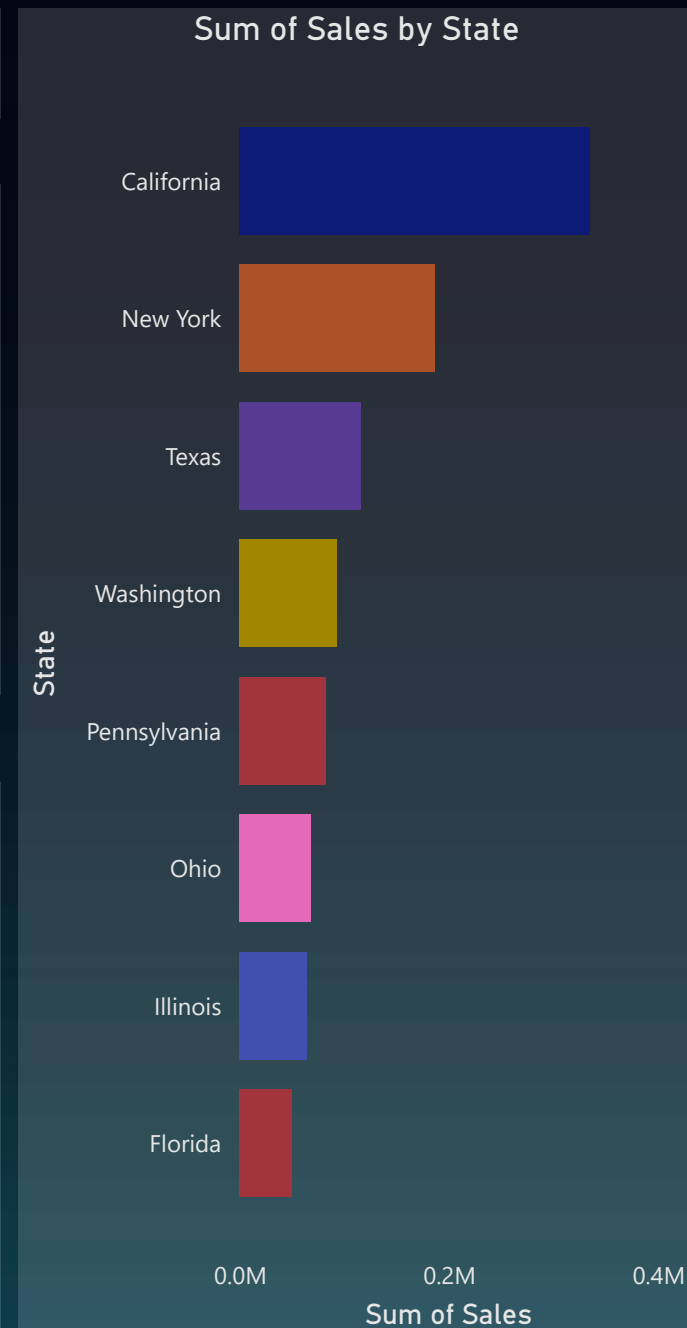 Sum of Sales by State
California
New York
Texas
Washington
State
Pennsylvania
Ohio
Illinois
Florida
0.0M 0.2M 0.4M
Sum of Sales